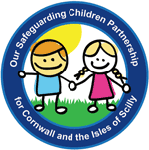 Our Safeguarding Children Partnership
for Cornwall and the Isles of Scilly